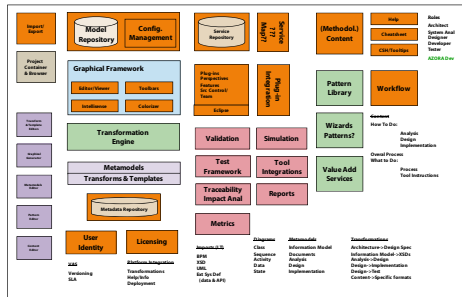 Import/
Export
Project
Container
& Browser
Model
Repository
Config.
Management
Graphical Framework
Editor/Viewer
Toolbars
Intellisense
Colorizer
Transformation
Engine
Metamodels
Transforms & Templates
Metadata Repository
User
Identity
Licensing
Service
Repository
Service
???
Map??
Plug-ins
Perspectives
Features
Src Control/
Team
Eclipse
Plug-in
Integration
Validation
Simulation
Test
Framework
Tool
Integrations
Traceability
Impact Anal
Reports
Metrics
(Methodol.)
Content
Help
Cheatsheet
CSH/ToolTips
Pattern
Library
Workflow
Wizards
Patterns?
Value Add
Services
Roles
Architect
System Anal
Designer
Developer
Tester
AZORA Dev
Content
How To Do:
Analysis
Design
Implementation
Overal Process
What to Do:
Process
Tool Instructions
Versioning
SLA
Platform Integration
Transformations
Help/Info
Deployment
BPM
XSD
UML
Ext Sys Def
(data & API)
Diagrams
Class
Sequence
Activity
Data
State
Metamodels
Information Model
Documents
Analysis
Design
Implementation
Transformations
Architecture->Design Spec
Information Model->XSDs
Analysis->Design
Design->Implementation
Design->Test
Content->Specific formats